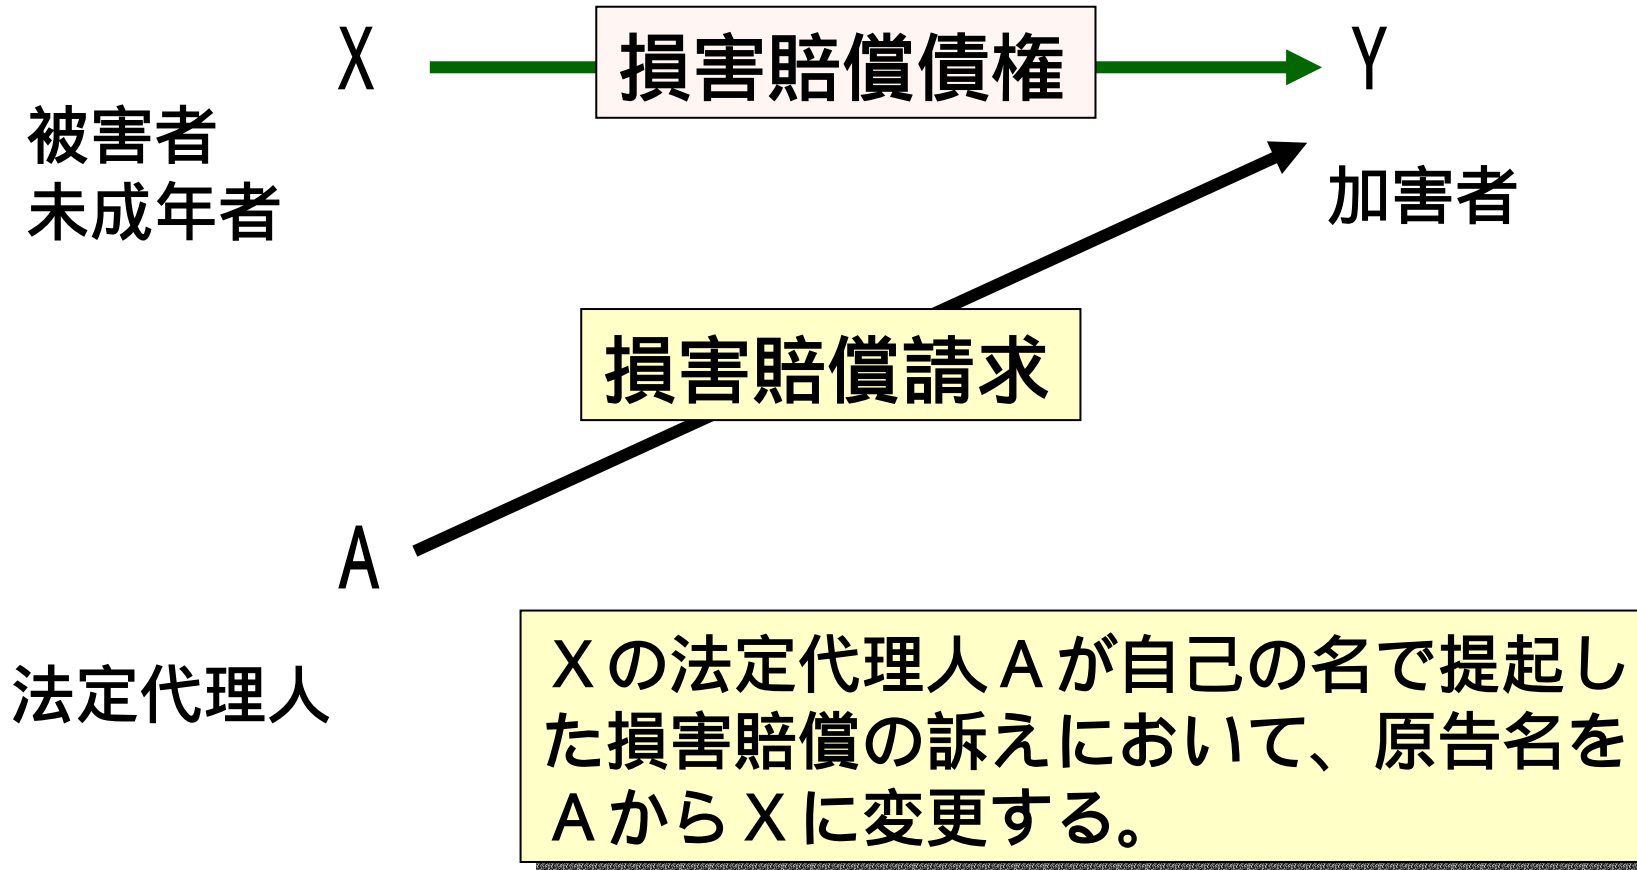 X
損害賠償債権
Y
被害者
未成年者
加害者
損害賠償請求
A
法定代理人
Xの法定代理人Aが自己の名で提起し
た損害賠償の訴えにおいて、原告名を
AからXに変更する。